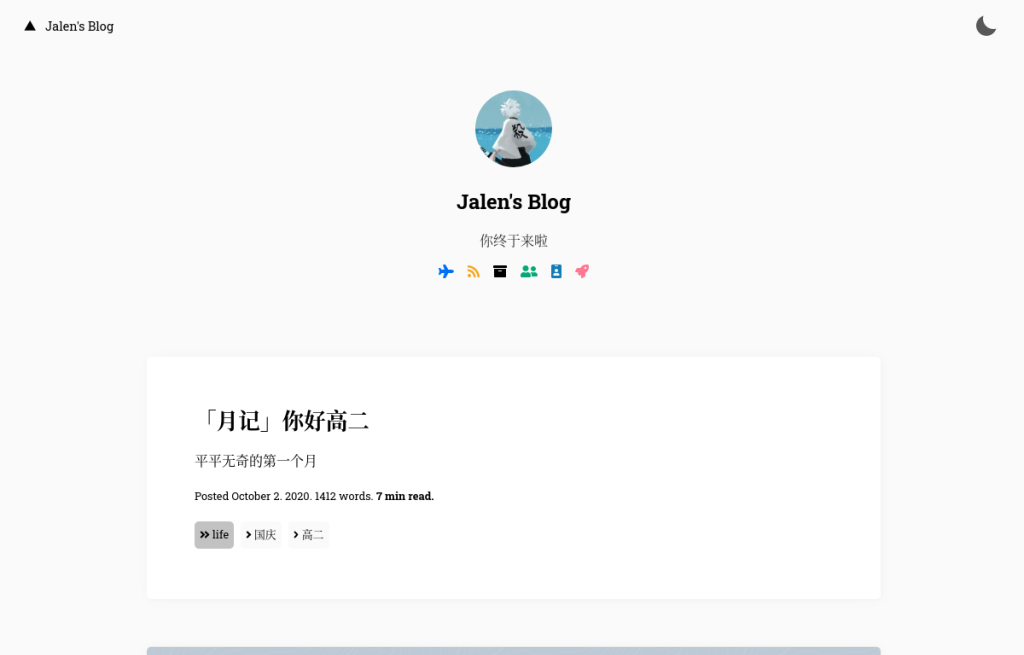 Jalen's Blog
殺
Jalen's Blog
你终于来啦
「月记」你好高二
平平无奇的第一个月
Posted October 2, 2020. 1412 words. 7 min read.
life
国庆
高二